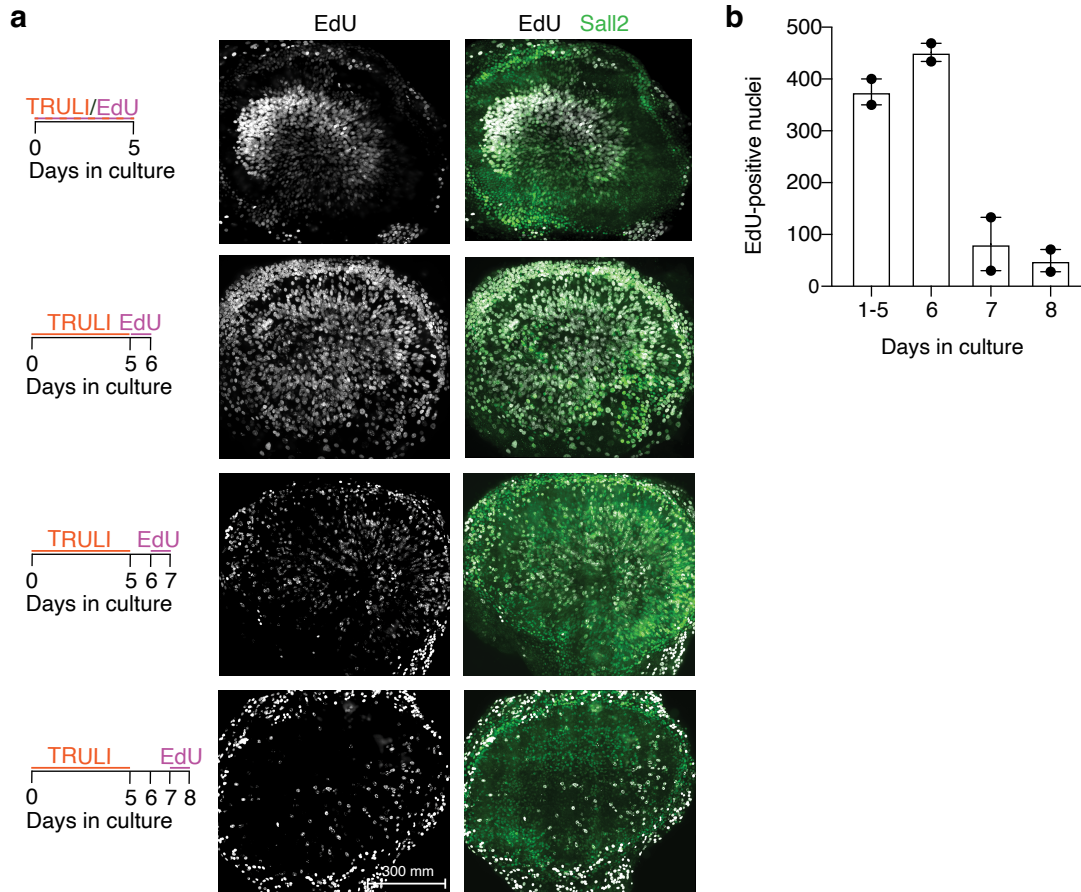 a
EdU
EdU Sall2
TRULI/EdU
0 5
Days in culture
TRULI EdU
0 5 6
Days in culture
TRULI EdU
0 5 6 7
Days in culture
TRULI EdU
0 5 6 7 8
Days in culture
300 mm
b
500
400
300
200
100
0
EdU-positive nuclei
1-5 6 7 8
Days in culture